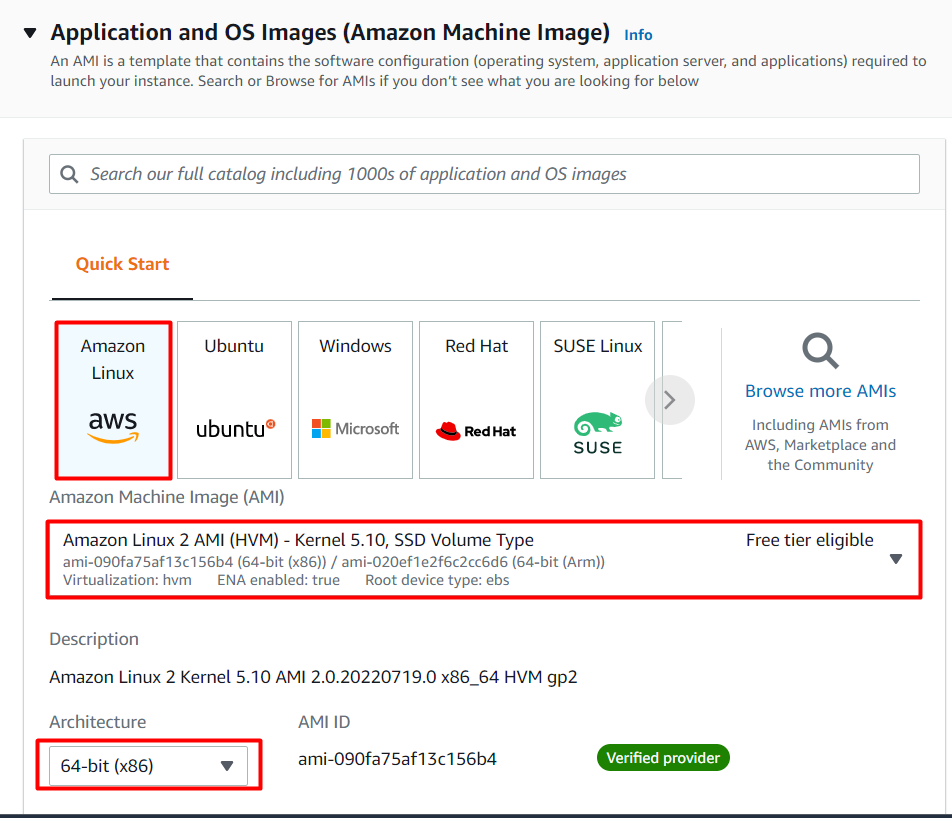 Application and OS Images (Amazon Machine Image) Info
An AMI is a template that contains the software configuration (operating system, application server, and applications) required to
launch your instance. Search or Browse for AMIs if you don't see what you are looking for below
Search our full catalog including 1000s of application and OS images
Quick Start
Amazon
Linux
aws
Ubuntu
ubuntu
Windows
Microsoft
Red Hat
Red Hat
SUSE Linux
SUSE
Browse more AMIs
Including AMIs from
AWS, Marketplace and
the Community
Amazon Machine Image (AMI)
Amazon Linux 2 AMI (HVM) - Kernel 5.10, SSD Volume Type Free tier eligible
ami-090fa75af13c156b4 (64-bit (x86)) / ami-020ef1e2f6c2cc6d6 (64-bit (Arm))
Virtualization: hvm ENA enabled: true Root device type: ebs
Description
Amazon Linux 2 Kernel 5.10 AMI 2.0.20220719.0 x86_64 HVM gp2
Architecture AMI ID
64-bit (x86) ami-090fa75af13c156b4 Verified provider